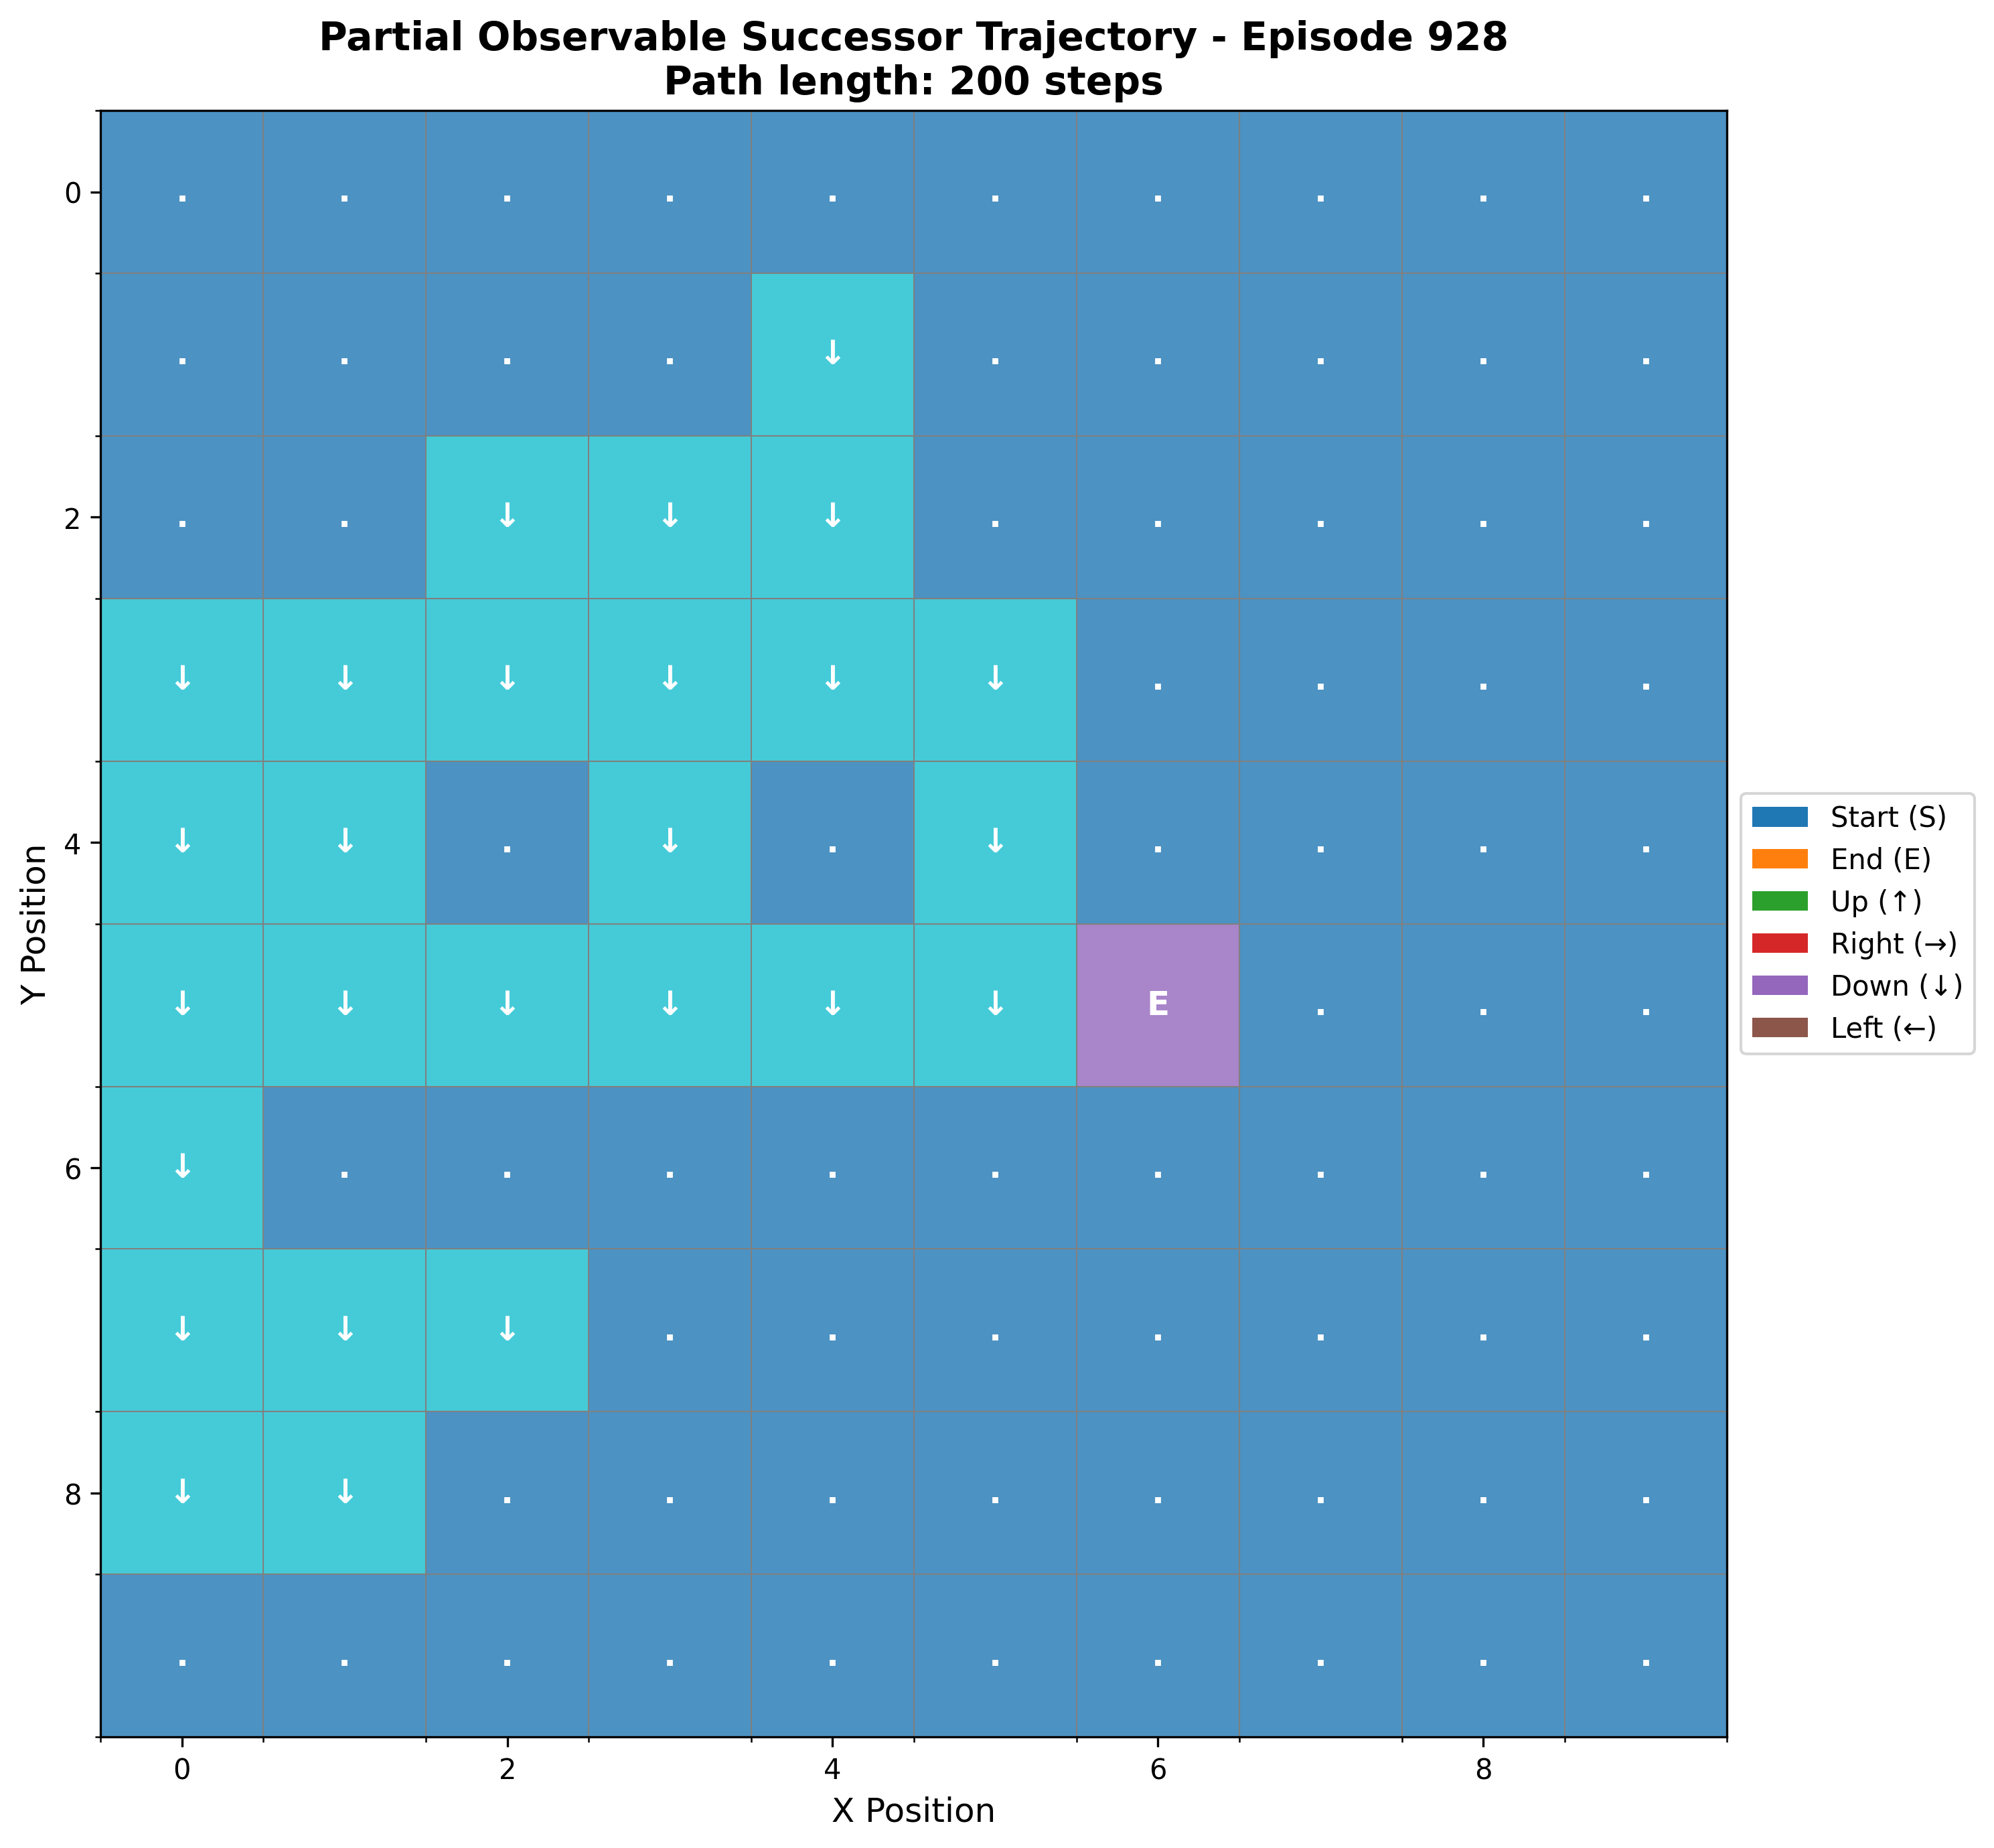 Partial Observable Successor Trajectory - Episode 928
Path length: 200 steps
0 . . . . . . . . . .
. . . . ↓ . . . . .
2 . . ↓ ↓ ↓ . . . . .
↓ ↓ ↓ ↓ ↓ ↓ . . . .
4 ↓ ↓ . ↓ . ↓ . . . .
↓ ↓ ↓ ↓ ↓ ↓ E . . .
6 ↓ . . . . . . . . .
↓ ↓ ↓ . . . . . . .
8 ↓ ↓ . . . . . . . .
. . . . . . . . . .
0 2 4 6 8
X Position
Y Position
Start (S)
End (E)
Up (↑)
Right (→)
Down (↓)
Left (←)